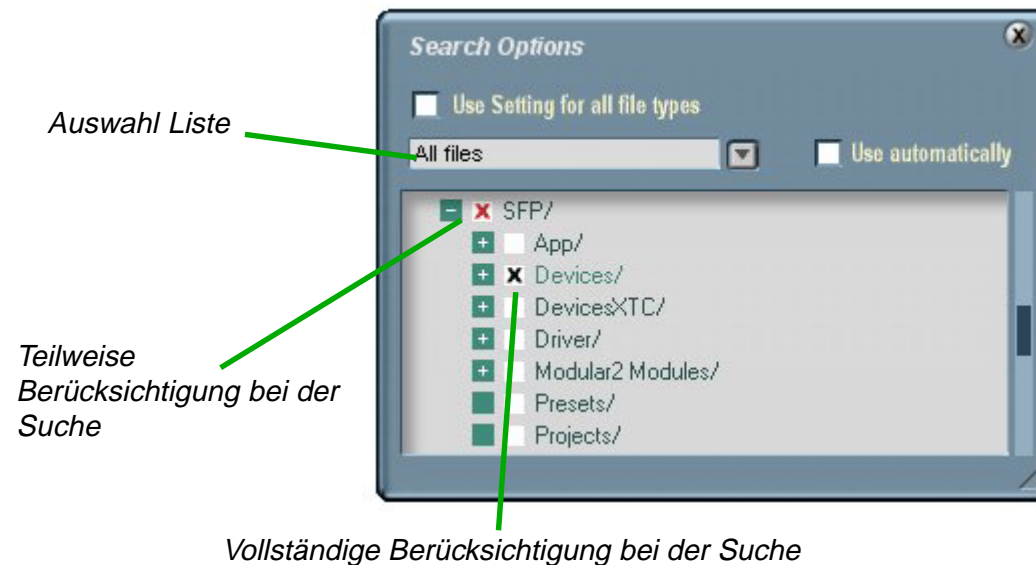 Search Options
Use Setting for all file types
Auswahl Liste
All files
Use automatically
SFP/
App/
Devices/
DevicesXTC/
Driver/
Modular2 Modules/
Presets/
Projects/
Teilweise
Berücksichtigung bei der
Suche
Vollständige Berücksichtigung bei der Suche